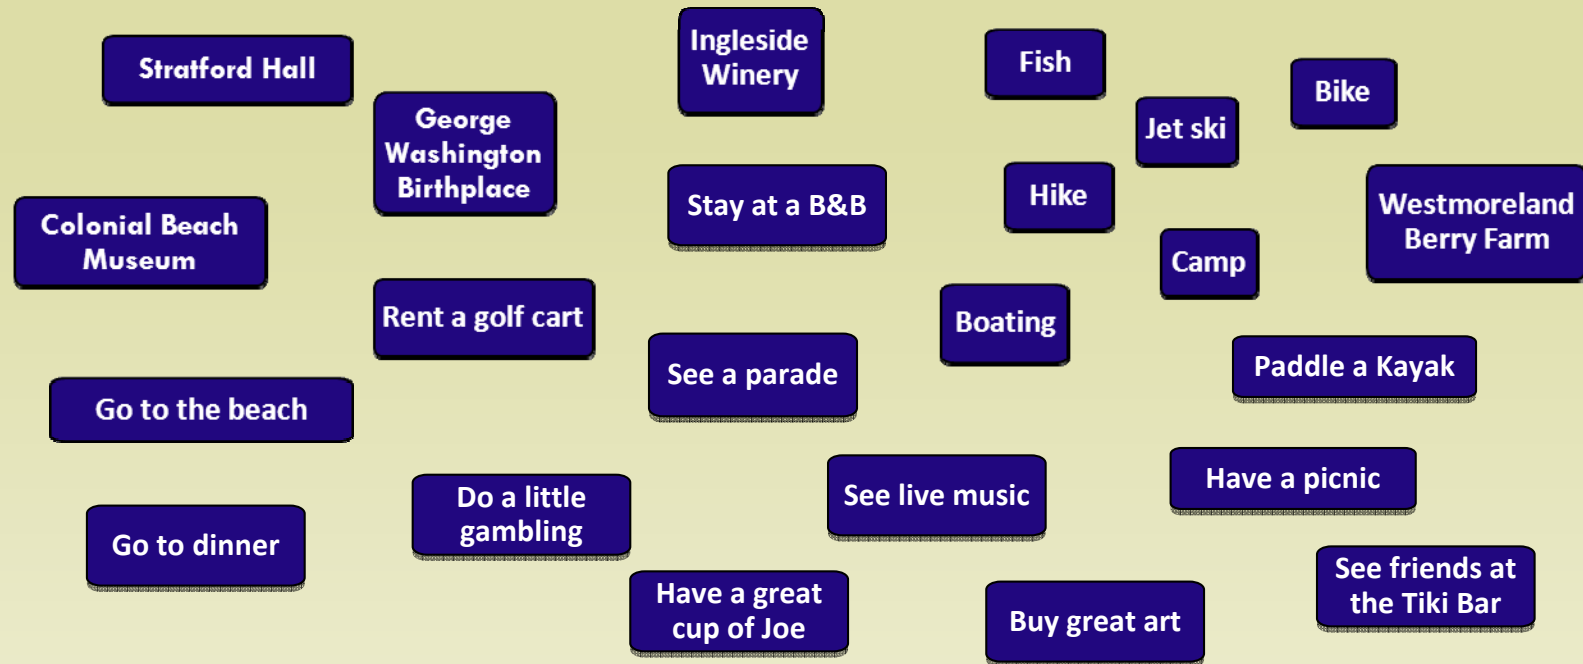 Stratford Hall
George
Washington
Birthplace
Ingleside
Winery
Fish
Jet ski
Bike
Colonial Beach
Museum
Stay at a B&B
Hike
Camp
Westmoreland
Berry Farm
Rent a golf cart
Boating
See a parade
Paddle a Kayak
Go to the beach
Do a little
gambling
See live music
Have a picnic
Go to dinner
Have a great
cup of Joe
Buy great art
See friends at
the Tiki Bar